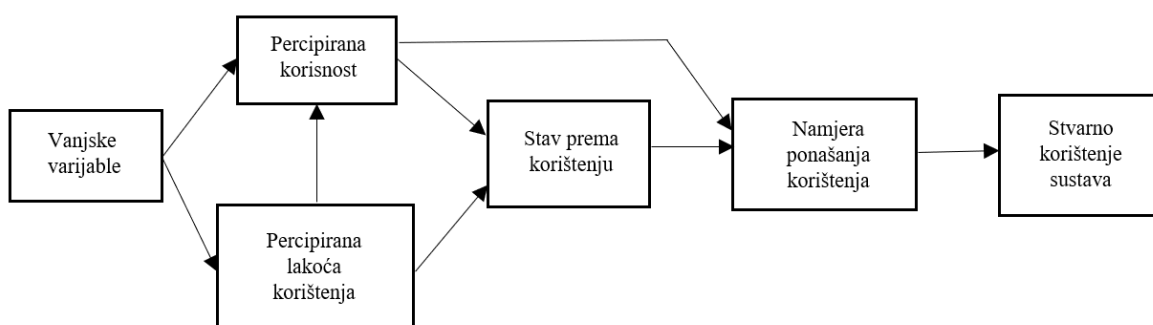 Vanjske
varijable
Percipirana
korisnost
Percipirana
lakoća
korištenja
Stav prema
korištenju
Namjera
ponašanja
korištenja
Stvarno
korištenje
sustava